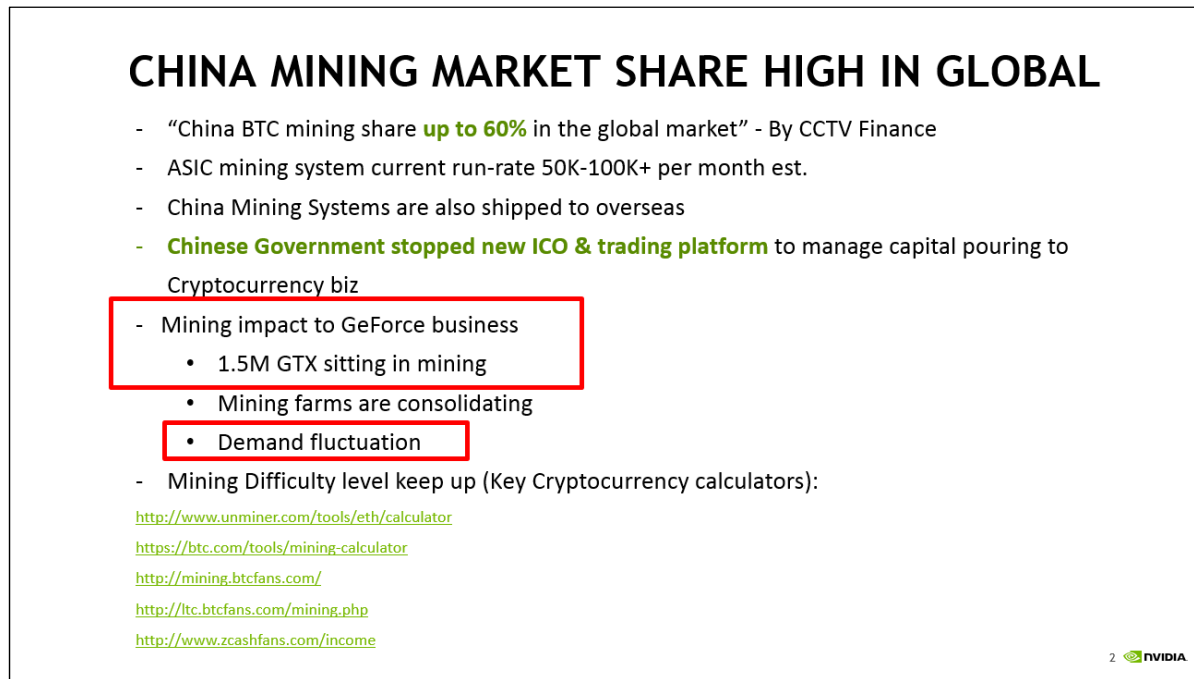 CHINA MINING MARKET SHARE HIGH IN GLOBAL
- “China BTC mining share up to 60% in the global market” - By CCTV Finance
- ASIC mining system current run-rate 50K-100K+ per month est.
- China Mining Systems are also shipped to overseas
- Chinese Government stopped new ICO & trading platform to manage capital pouring to
Cryptocurrency biz
- Mining impact to GeForce business
• 1.5M GTX sitting in mining
• Mining farms are consolidating
• Demand fluctuation
- Mining Difficulty level keep up (Key Cryptocurrency calculators):
http://www.unminer.com/tools/eth/calculator
https://btc.com/tools/mining-calculator
http://mining.btcfans.com/
http://ltc.btcfans.com/mining.php
http://www.zcashfans.com/income
2 NVIDIA.